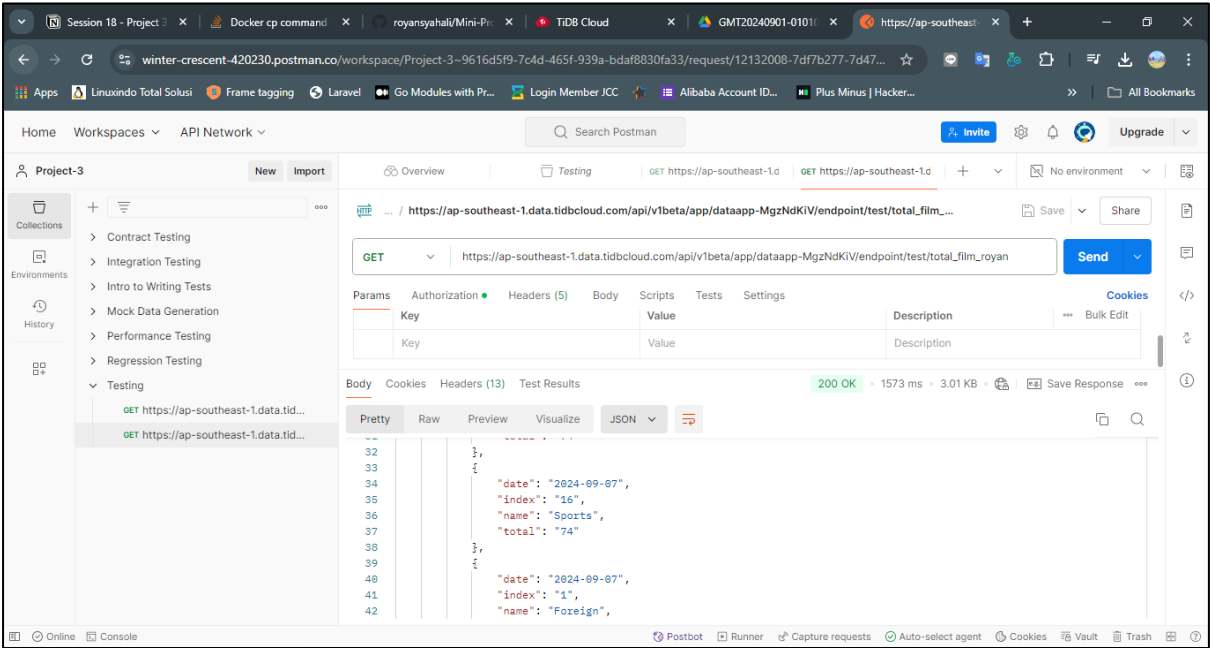 Session 18 - Project 3
Docker cp command
royansyahali/Mini-Pro
TiDB Cloud
GMT20240901-01016
https://ap-southeast-
winter-crescent-420230.postman.co/workspace/Project-3~9616d5f9-7c4d-465f-939a-bdaf8830fa33/request/12132008-7df7b277-7d47...
Apps Linuxindo Total Solusi Frame tagging Laravel Go Modules with Pr... Login Member JCC Alibaba Account ID... Plus Minus | Hacker... » All Bookmarks
Home Workspaces API Network Search Postman Invite Upgrade
Project-3 New Import Overview Testing GET https://ap-southeast-1.d GET https://ap-southeast-1.d No environment
Collections
Environments
History
Contract Testing
Integration Testing
Intro to Writing Tests
Mock Data Generation
Performance Testing
Regression Testing
Testing
GET https://ap-southeast-1.data.tid...
GET https://ap-southeast-1.data.tid...
HTTP ... / https://ap-southeast-1.data.tidbcloud.com/api/v1beta/app/dataapp-MgzNdKiV/endpoint/test/total_film_... Save Share
GET https://ap-southeast-1.data.tidbcloud.com/api/v1beta/app/dataapp-MgzNdKiV/endpoint/test/total_film_royan Send
Params Authorization Headers (5) Body Scripts Tests Settings Cookies
Key Value Description Bulk Edit
Key Value Description
Body Cookies Headers (13) Test Results 200 OK 1573 ms 3.01 KB e.g. Save Response
Pretty Raw Preview Visualize JSON
32 },
33 {
34 "date": "2024-09-07",
35 "index": "16",
36 "name": "Sports",
37 "total": "74"
38 },
39 {
40 "date": "2024-09-07",
41 "index": "1",
42 "name": "Foreign",
Online Console Postbot Runner Capture requests Auto-select agent Cookies Vault Trash